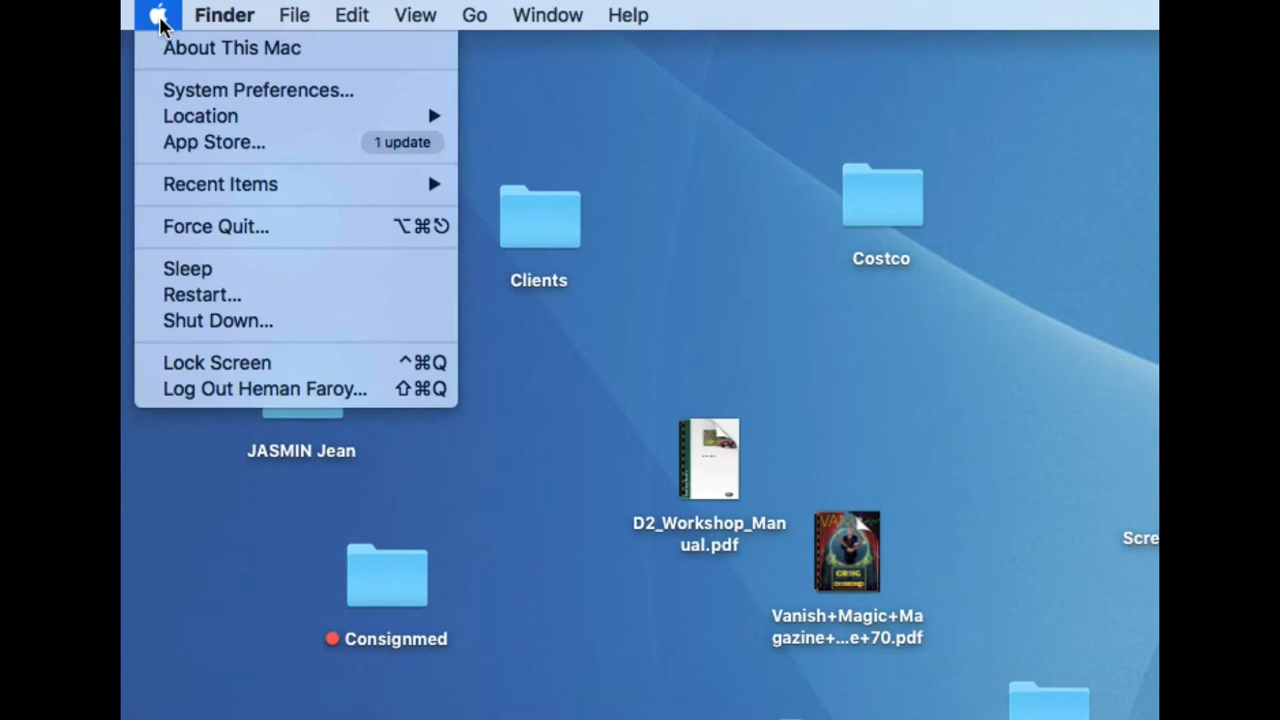 Finder File Edit View Go Window Help
About This Mac
System Preferences...
Location
App Store... 1 update
Recent Items
Force Quit... ⌥⌘⎋
Sleep
Restart...
Shut Down...
Lock Screen ^⌘Q
Log Out Heman Faroy... ⇧⌘Q
Clients
Costco
JASMIN Jean
D2_Workshop_Man
ual.pdf
Scre
Vanish+Magic+Ma
gazine+...e+70.pdf
Consignmed